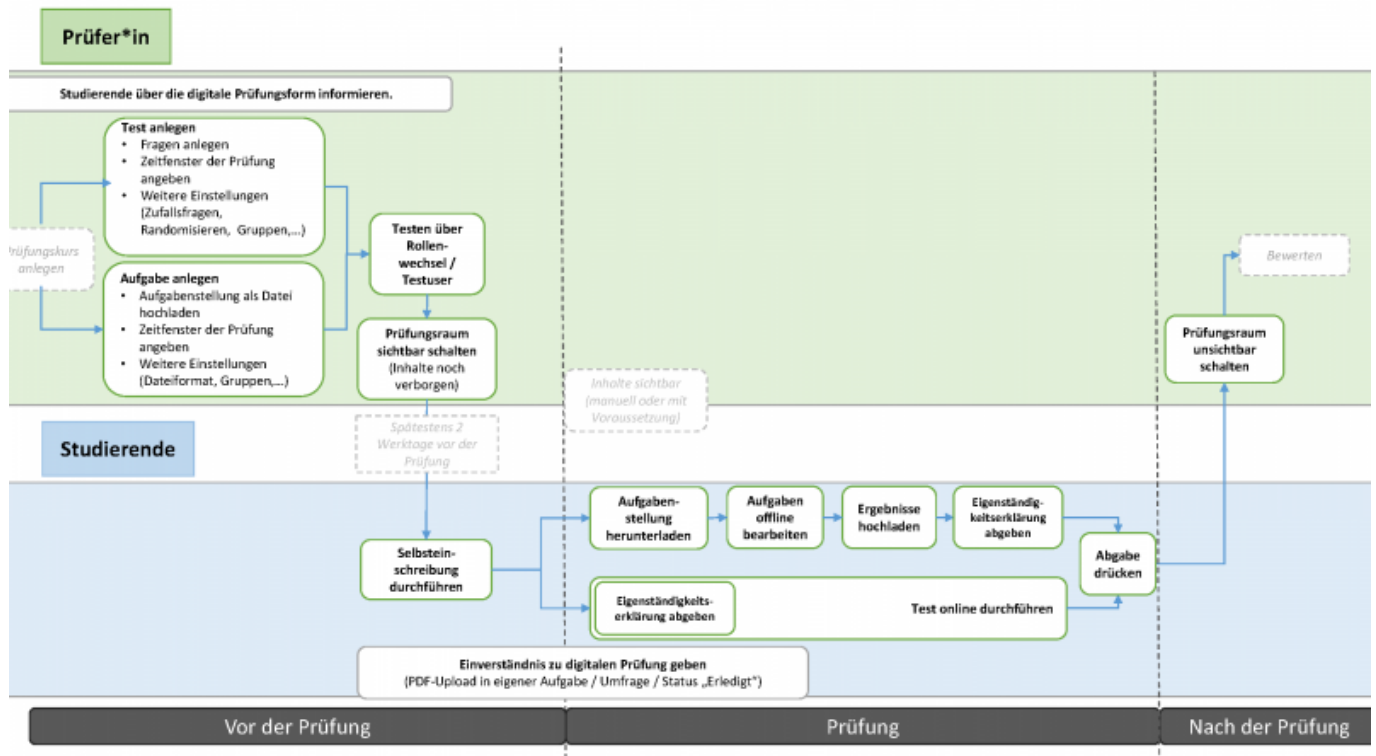 Prüfer*in
Studierende über die digitale Prüfungsform informieren.
Test anlegen
• Fragen anlegen
• Zeitfenster der Prüfung
angeben
• Weitere Einstellungen
(Zufallsfragen,
Randomisieren, Gruppen,...)
Prüfungskurs
anlegen
Aufgabe anlegen
• Aufgabenstellung als Datei
hochladen
• Zeitfenster der Prüfung
angeben
• Weitere Einstellungen
(Dateiformat, Gruppen,...)
Testen über
Rollen-
wechsel /
Testuser
Prüfungsraum
sichtbar schalten
(Inhalte noch
verborgen)
Inhalte sichtbar
(manuell oder mit
Voraussetzung)
Bewerten
Prüfungsraum
unsichtbar
schalten
Spätestens 2
Werktage vor der
Prüfung
Studierende
Selbstein-
schreibung
durchführen
Aufgaben-
stellung
herunterladen
Aufgaben
offline
bearbeiten
Ergebnisse
hochladen
Eigenständig-
keitserklärung
abgeben
Eigenständigkeits-
erklärung abgeben
Test online durchführen
Abgabe
drücken
Einverständnis zu digitalen Prüfung geben
(PDF-Upload in eigener Aufgabe / Umfrage / Status „Erledigt“)
Vor der Prüfung
Prüfung
Nach der Prüfung